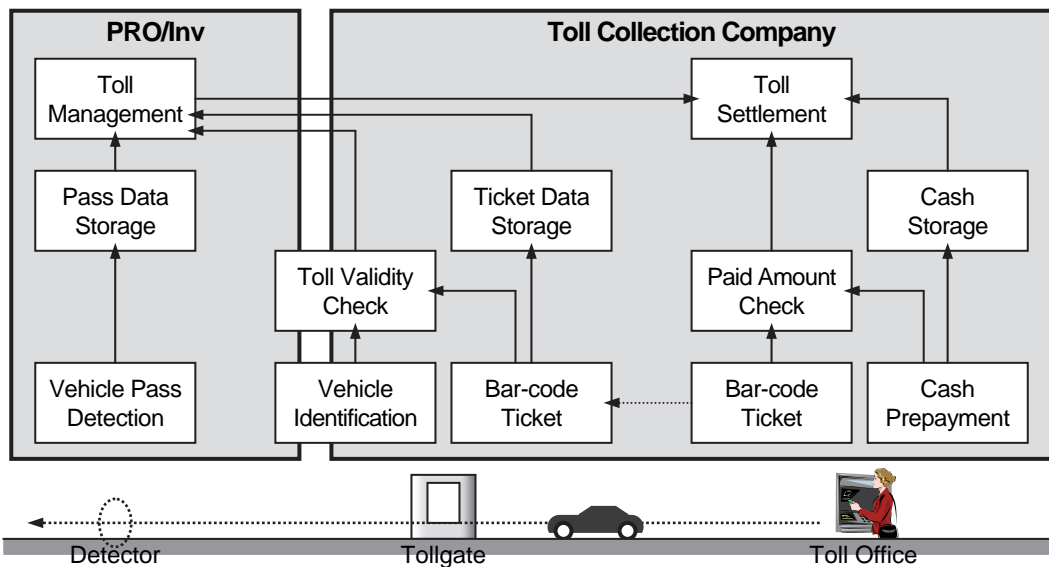 PRO/Inv
Toll Collection Company
Toll
Management
Toll
Settlement
Pass Data
Storage
Ticket Data
Storage
Cash
Storage
Toll Validity
Check
Paid Amount
Check
Vehicle Pass
Detection
Vehicle
Identification
Bar-code
Ticket
Bar-code
Ticket
Cash
Prepayment
Detector
Tollgate
Toll Office